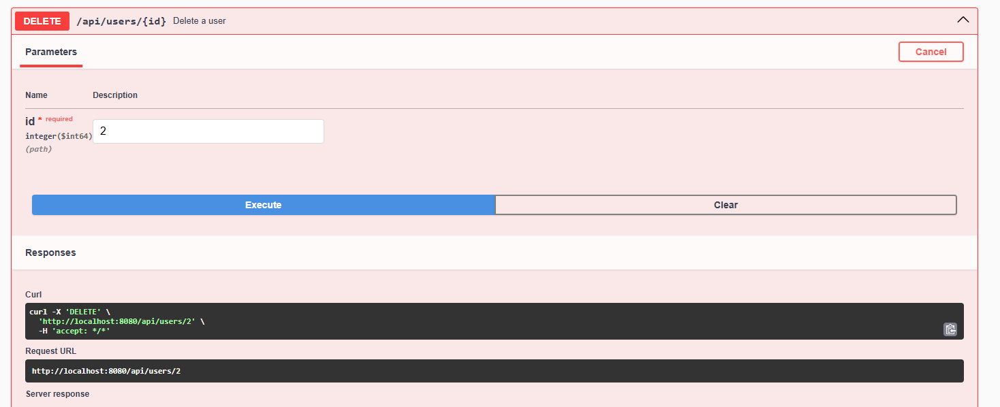 DELETE /api/users/{id} Delete a user
Parameters Cancel
Name Description
id * required
integer($int64)
(path)
2
Execute Clear
Responses
Curl
curl -X 'DELETE' \
'http://localhost:8080/api/users/2' \
-H 'accept: */*'
Request URL
http://localhost:8080/api/users/2
Server response